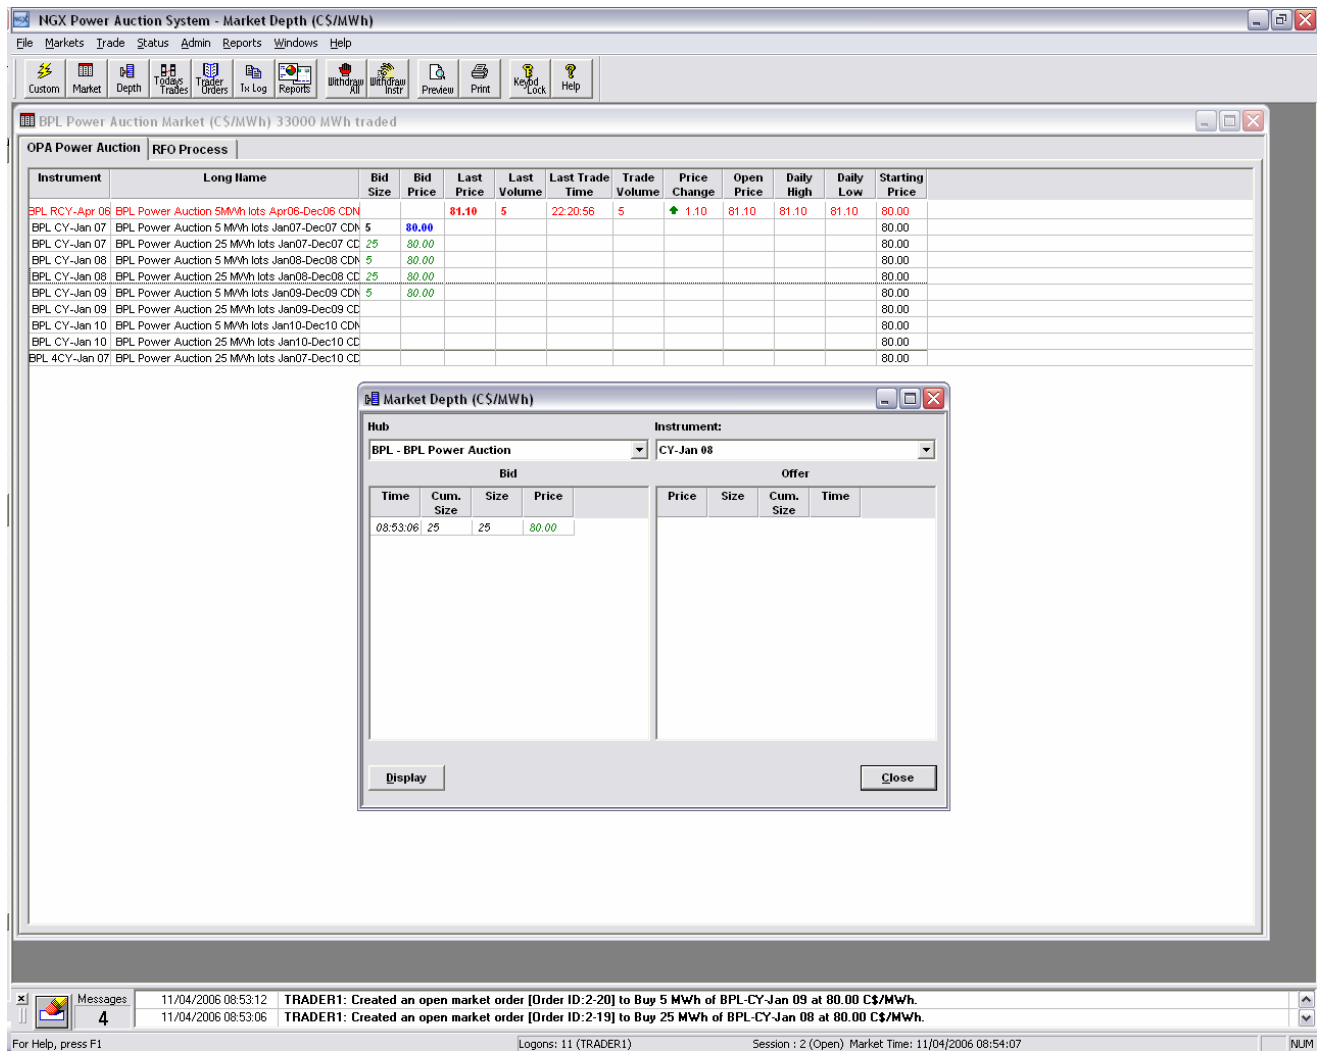 NGX NGX Power Auction System - Market Depth (C$/MWh)
File Markets Trade Status Admin Reports Windows Help
Custom Market Depth Todays Trades Trader Orders Tx Log Reports Withdraw All Withdraw Instr Preview Print Keybd Lock Help
BPL Power Auction Market (C$/MWh) 33000 MWh traded
OPA Power Auction RFO Process
Instrument Long Name Bid Size Bid Price Last Price Last Volume Last Trade Time Trade Volume Price Change Open Price Daily High Daily Low Starting Price
BPL RCY-Apr 06 BPL Power Auction 5MWh lots Apr06-Dec06 CDN 81.10 5 22:20:56 5 1.10 81.10 81.10 81.10 80.00
BPL CY-Jan 07 BPL Power Auction 5 MWh lots Jan07-Dec07 CDN 5 80.00 80.00
BPL CY-Jan 07 BPL Power Auction 25 MWh lots Jan07-Dec07 CD 25 80.00 80.00
BPL CY-Jan 08 BPL Power Auction 5 MWh lots Jan08-Dec08 CDN 5 80.00 80.00
BPL CY-Jan 08 BPL Power Auction 25 MWh lots Jan08-Dec08 CD 25 80.00 80.00
BPL CY-Jan 09 BPL Power Auction 5 MWh lots Jan09-Dec09 CDN 5 80.00 80.00
BPL CY-Jan 09 BPL Power Auction 25 MWh lots Jan09-Dec09 CD 80.00
BPL CY-Jan 10 BPL Power Auction 5 MWh lots Jan10-Dec10 CDN 80.00
BPL CY-Jan 10 BPL Power Auction 25 MWh lots Jan10-Dec10 CD 80.00
BPL 4CY-Jan 07 BPL Power Auction 25 MWh lots Jan07-Dec10 CD 80.00
Market Depth (C$/MWh)
Hub Instrument:
BPL - BPL Power Auction CY-Jan 08
Bid Offer
Time Cum. Size Size Price Price Size Cum. Size Time
08:53:06 25 25 80.00
Display Close
Messages 4
11/04/2006 08:53:12 TRADER1: Created an open market order [Order ID:2-20] to Buy 5 MWh of BPL-CY-Jan 09 at 80.00 C$/MWh.
11/04/2006 08:53:06 TRADER1: Created an open market order [Order ID:2-19] to Buy 25 MWh of BPL-CY-Jan 08 at 80.00 C$/MWh.
For Help, press F1 Logons: 11 (TRADER1) Session : 2 (Open) Market Time: 11/04/2006 08:54:07 NUM